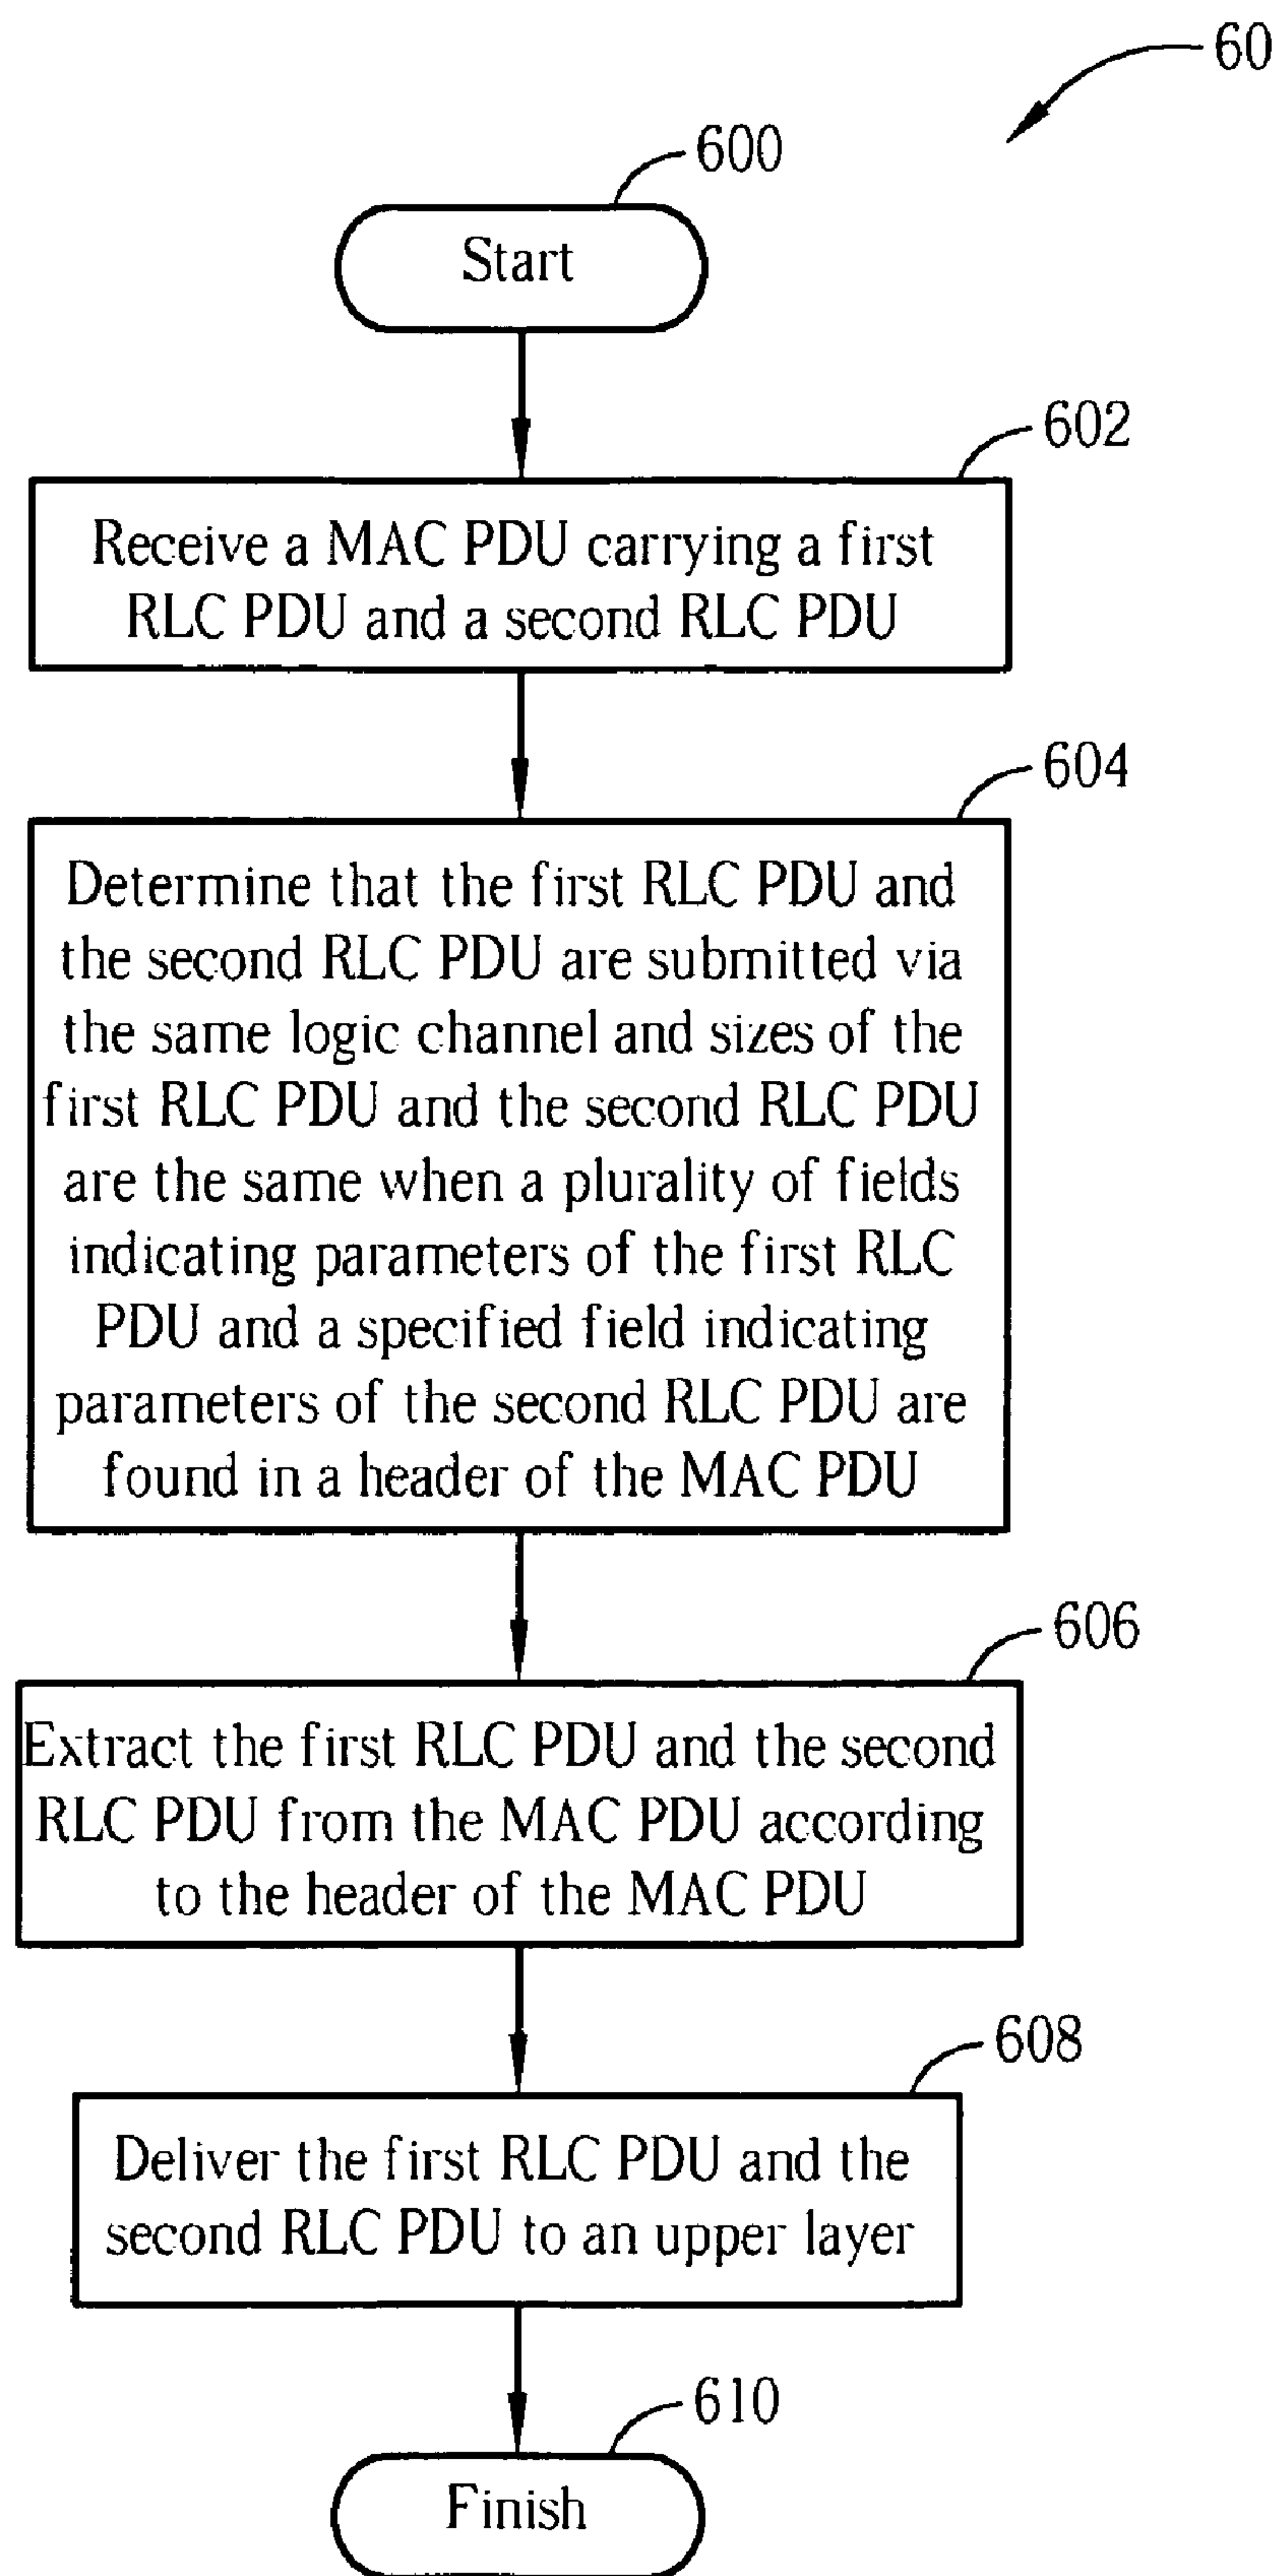 60
600
Start
602
Receive a MAC PDU carrying a first
RLC PDU and a second RLC PDU
604
Determine that the first RLC PDU and
the second RLC PDU are submitted via
the same logic channel and sizes of the
first RLC PDU and the second RLC PDU
are the same when a plurality of fields
indicating parameters of the first RLC
PDU and a specified field indicating
parameters of the second RLC PDU are
found in a header of the MAC PDU
606
Extract the first RLC PDU and the second
RLC PDU from the MAC PDU according
to the header of the MAC PDU
608
Deliver the first RLC PDU and the
second RLC PDU to an upper layer
610
Finish